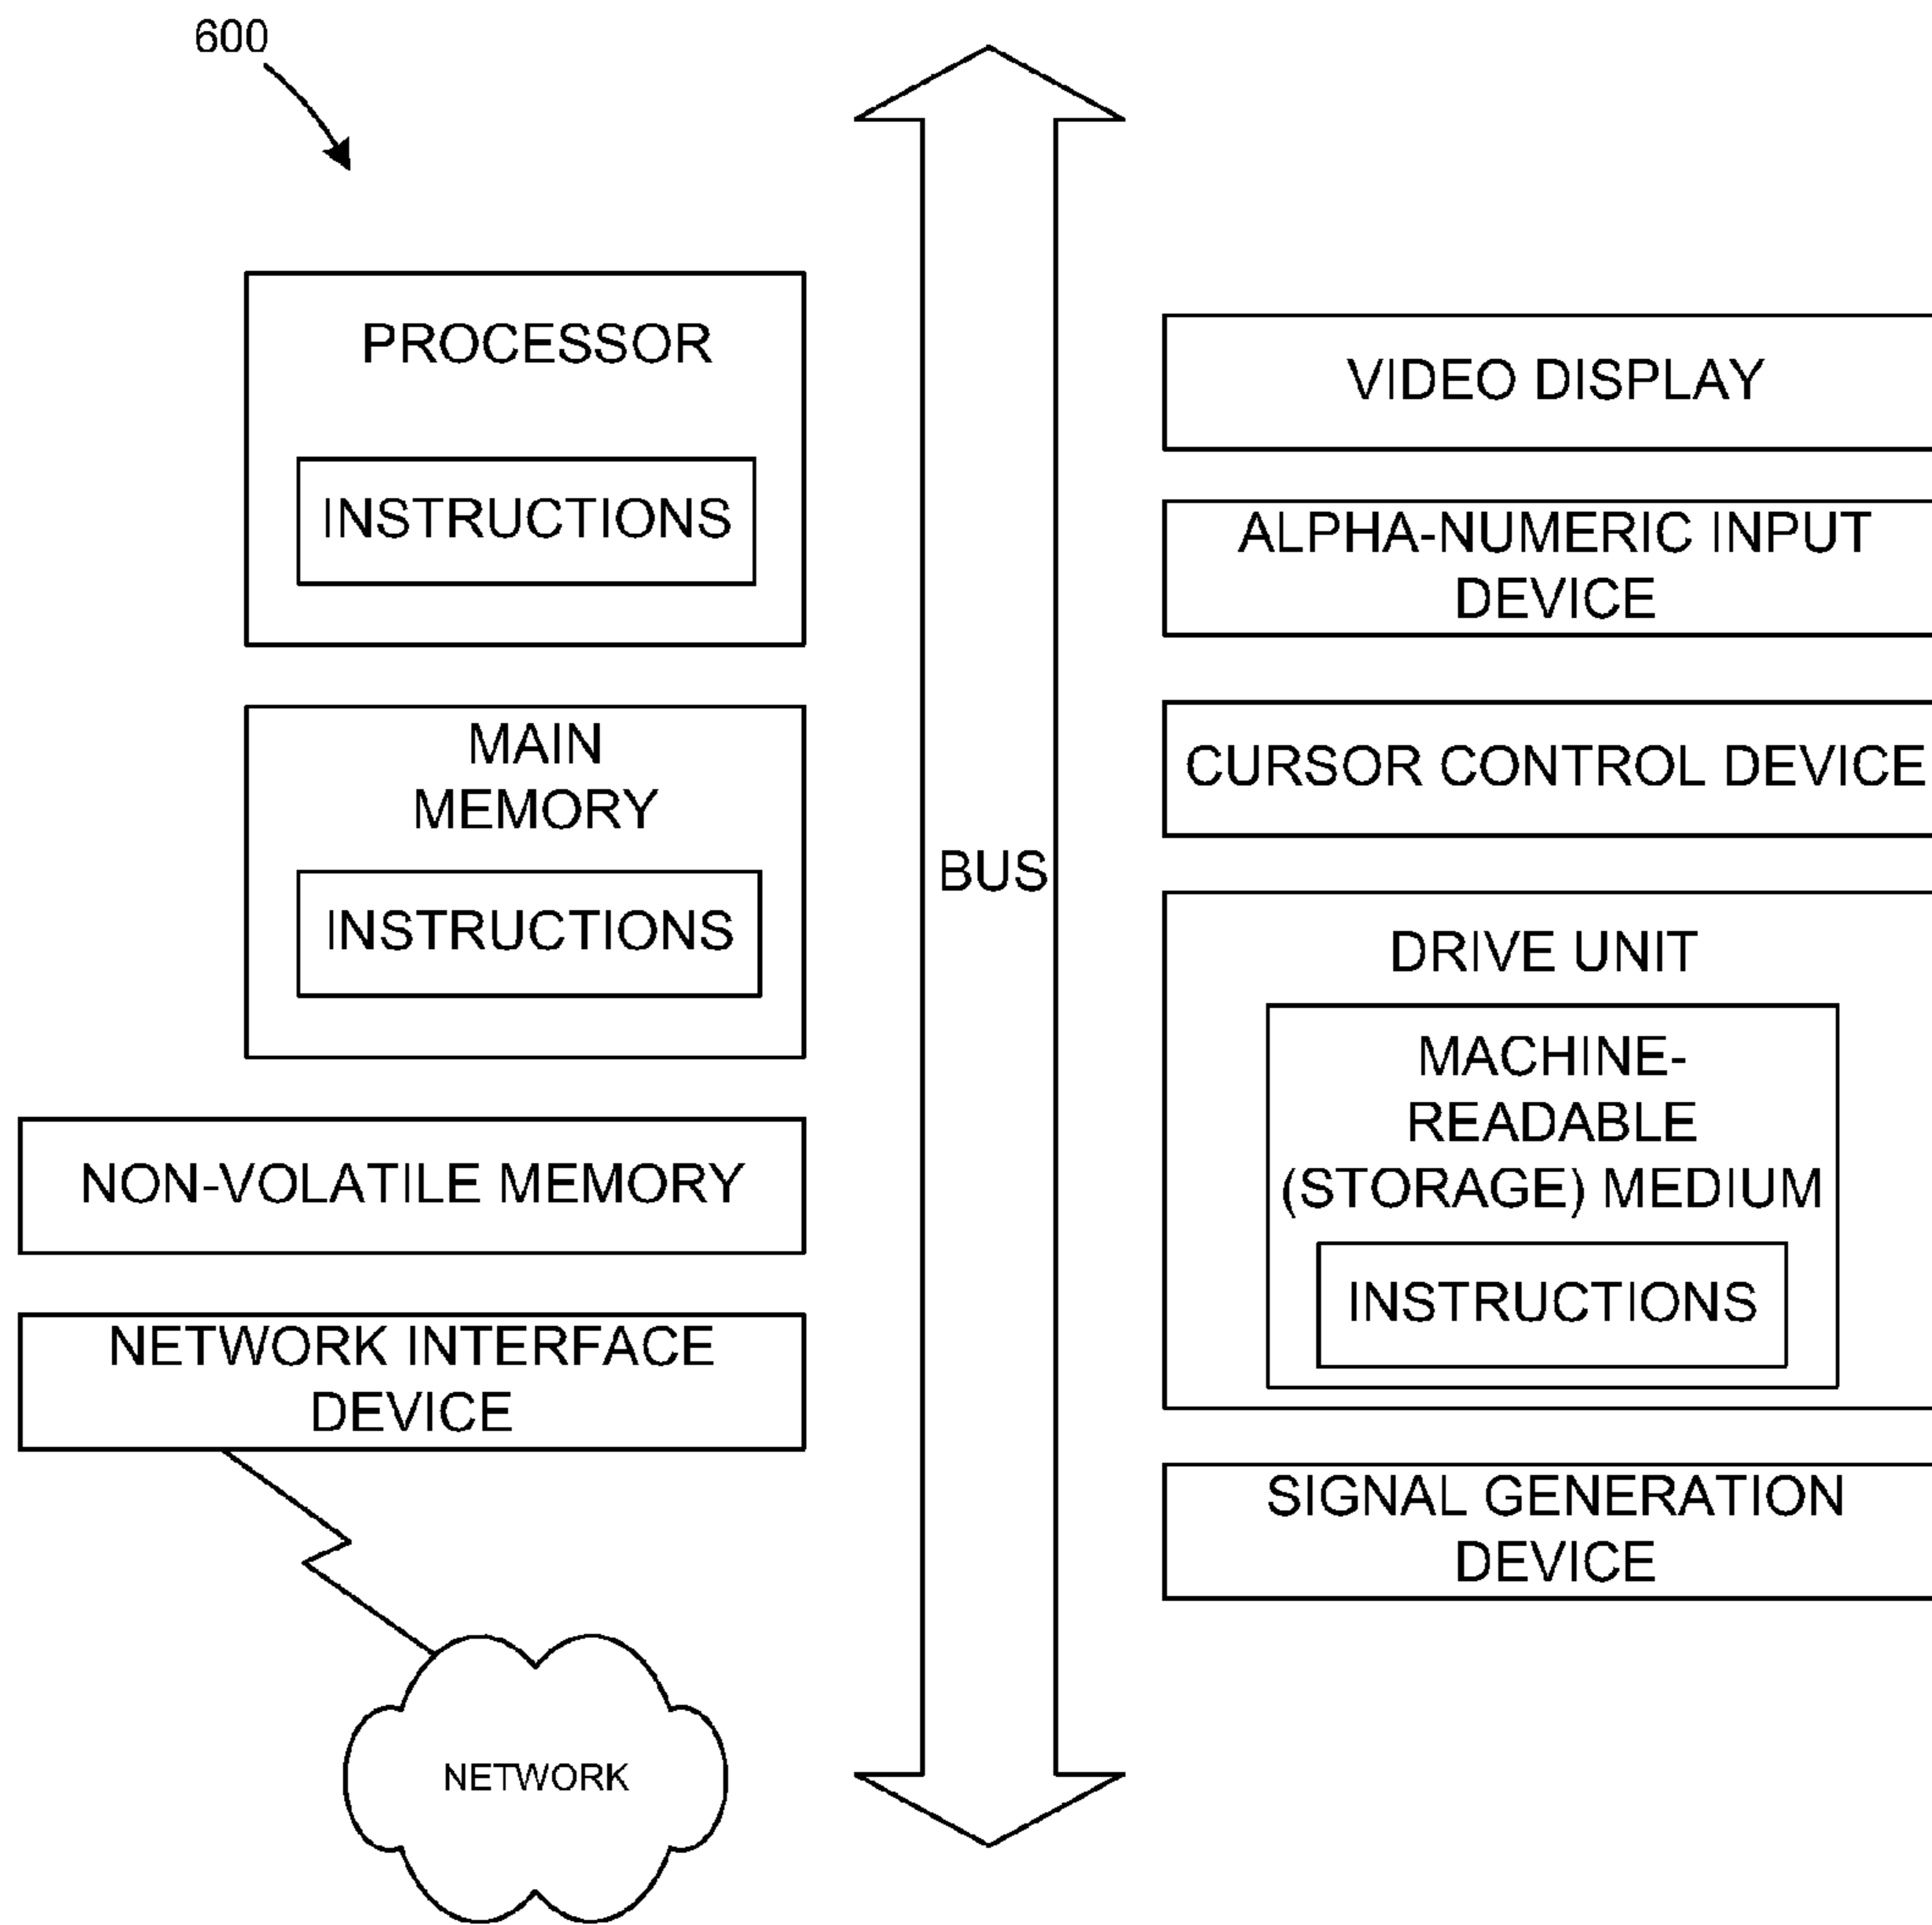 600
PROCESSOR
INSTRUCTIONS
MAIN
MEMORY
INSTRUCTIONS
NON-VOLATILE MEMORY
NETWORK INTERFACE
DEVICE
NETWORK
BUS
VIDEO DISPLAY
ALPHA-NUMERIC INPUT
DEVICE
CURSOR CONTROL DEVICE
DRIVE UNIT
MACHINE-
READABLE
(STORAGE) MEDIUM
INSTRUCTIONS
SIGNAL GENERATION
DEVICE